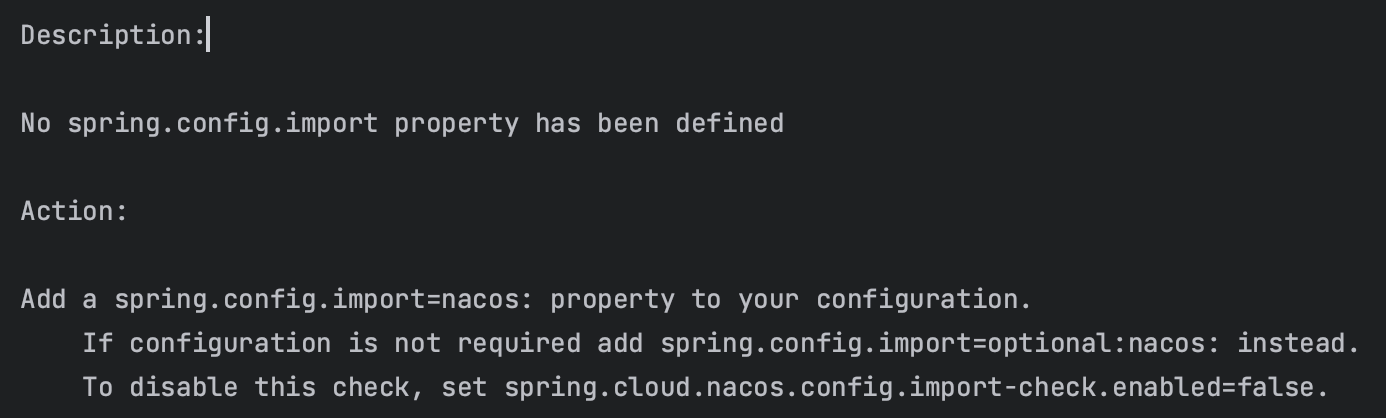 Description:
No spring.config.import property has been defined
Action:
Add a spring.config.import=nacos: property to your configuration.
If configuration is not required add spring.config.import=optional:nacos: instead.
To disable this check, set spring.cloud.nacos.config.import-check.enabled=false.